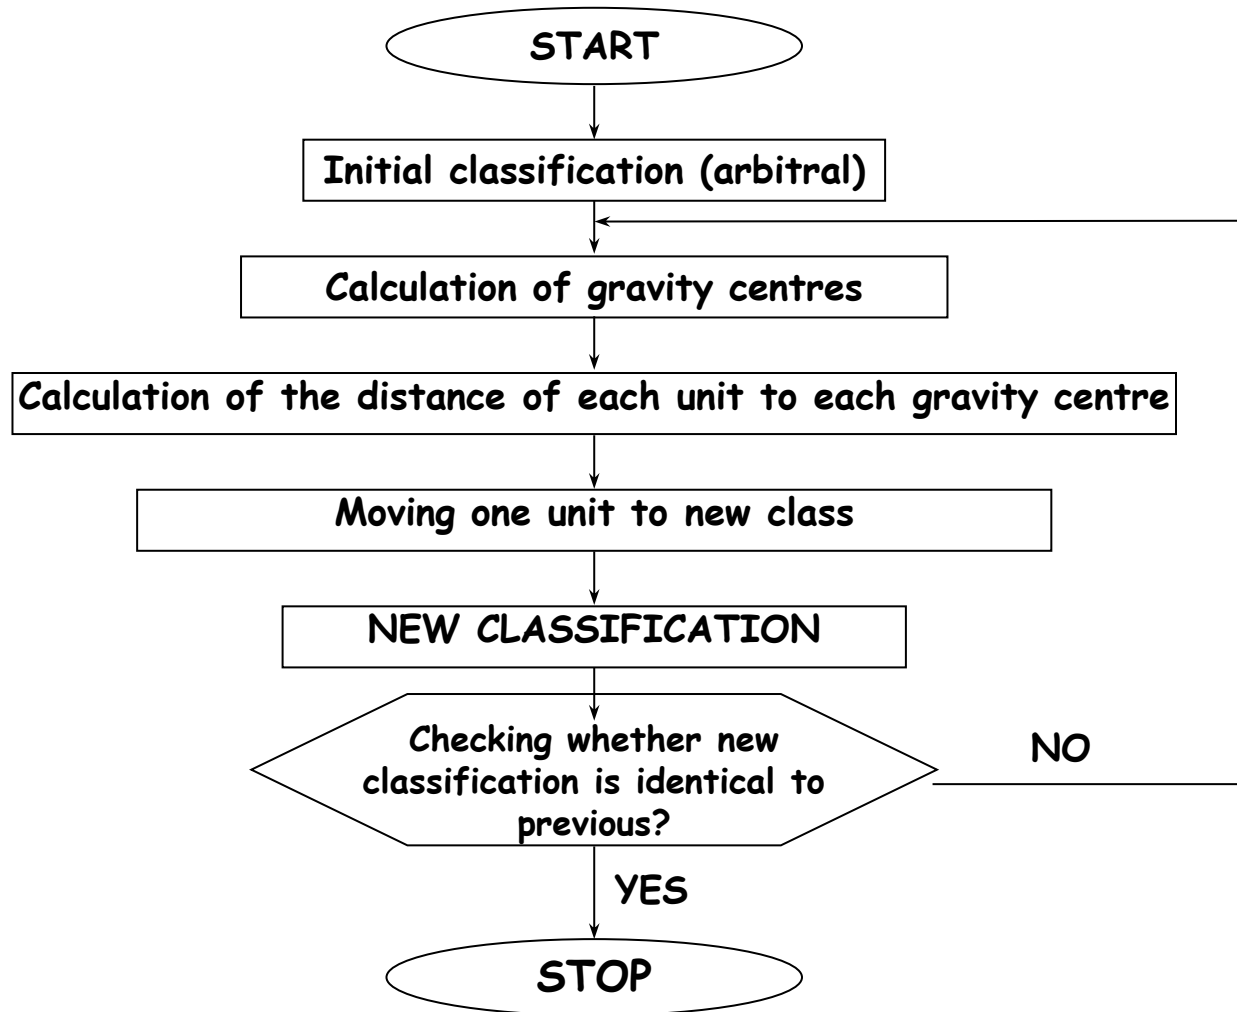 START
Initial classification (arbitral)
Calculation of gravity centres
Calculation of the distance of each unit to each gravity centre
Moving one unit to new class
NEW CLASSIFICATION
Checking whether new
classification is identical to
previous?
NO
YES
STOP